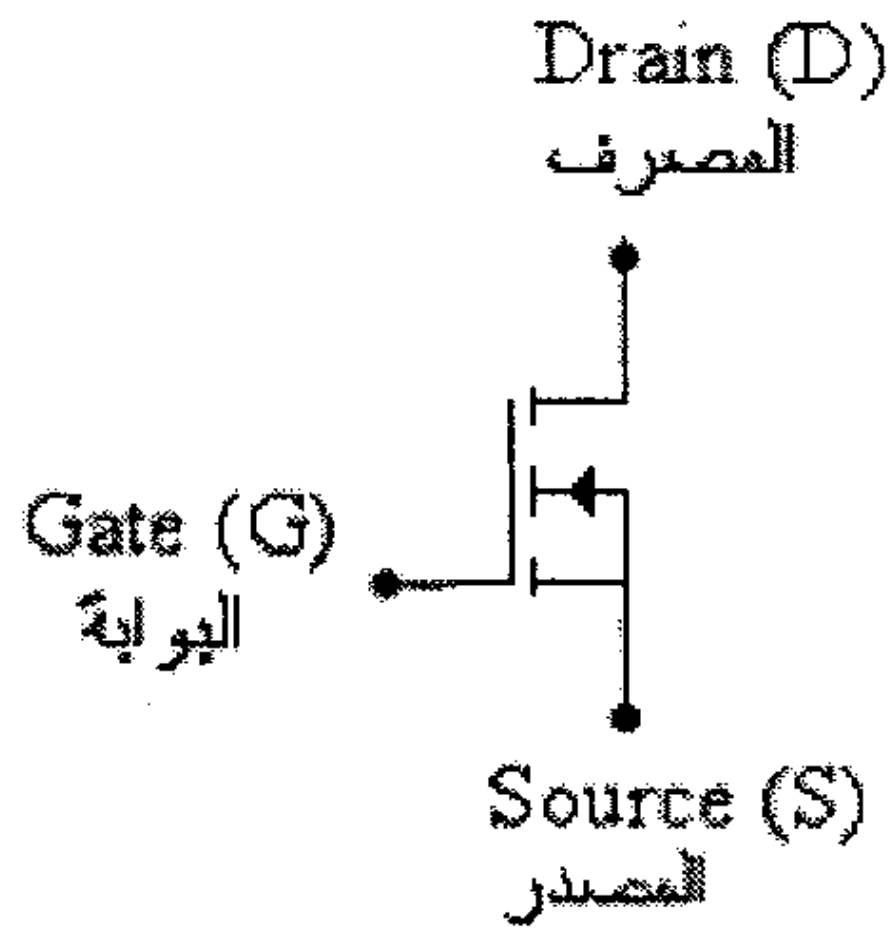 Drain (D)
المصرف
Gate (G)
البوابة
Source (S)
المصدر